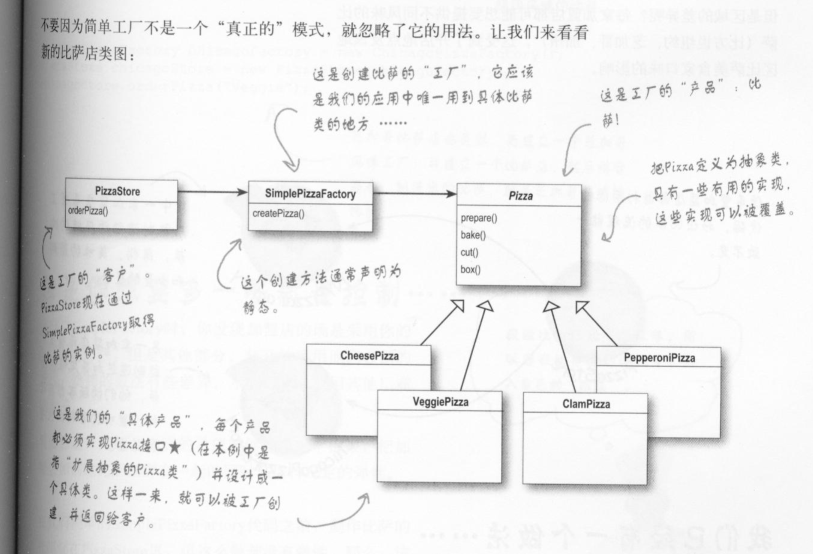 不要因为简单工厂不是一个“真正的”模式，就忽略了它的用法。让我们来看看
新的比萨店类图：
这是创建比萨的“工厂”，它应该
是我们的应用中唯一用到具体比萨
类的地方……
这是工厂的“产品”：比
萨！
把Pizza定义为抽象类，
具有一些有用的实现，
这些实现可以被覆盖。
PizzaStore
orderPizza()
SimplePizzaFactory
createPizza()
Pizza
prepare()
bake()
cut()
box()
这是工厂的“客户”。
PizzaStore现在通过
SimplePizzaFactory取得
比萨的实例。
这个创建方法通常声明为
静态。
CheesePizza
VeggiePizza
ClamPizza
PepperoniPizza
这是我们的“具体产品”，每个产品
都必须实现Pizza接口★（在本例中是
指“扩展抽象的Pizza类”）并设计成一
个具体类。这样一来，就可以被工厂创
建，并返回给客户。
我们已经有一个做法……